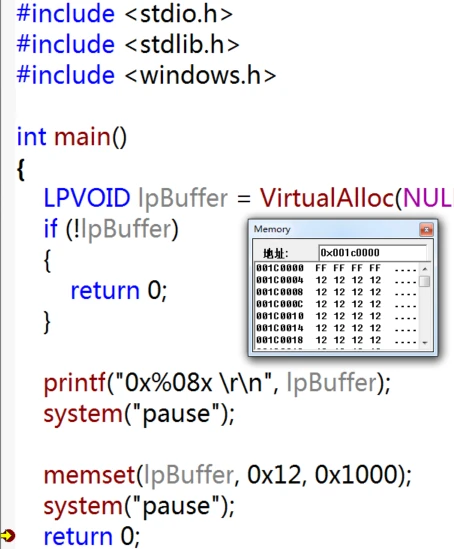 #include <stdio.h>
#include <stdlib.h>
#include <windows.h>
int main()
{
LPVOID lpBuffer = VirtualAlloc(NULL
if (!lpBuffer)
{
return 0;
}
Memory
地址: 0x001c0000
001C0000 FF FF FF FF ....
001C0004 12 12 12 12 ....
001C0008 12 12 12 12 ....
001C000C 12 12 12 12 ....
001C0010 12 12 12 12 ....
001C0014 12 12 12 12 ....
001C0018 12 12 12 12 ....
printf("0x%08x \r\n", lpBuffer);
system("pause");
memset(lpBuffer, 0x12, 0x1000);
system("pause");
return 0;